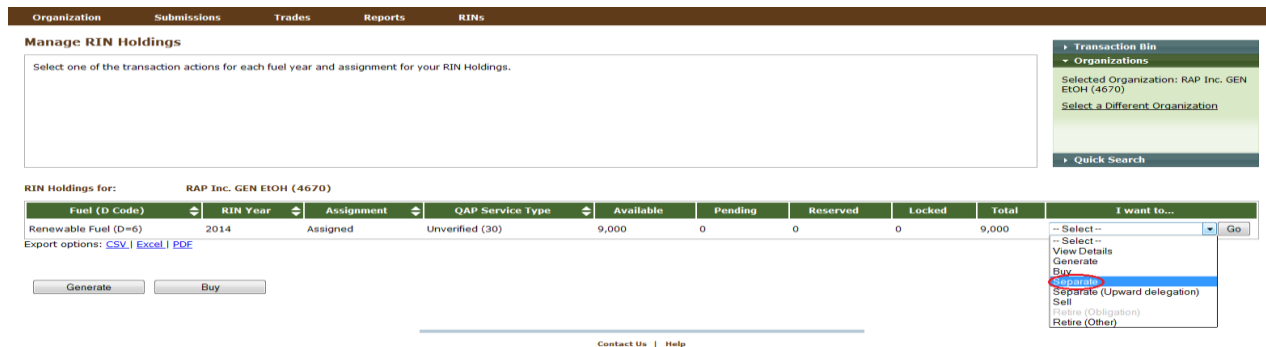 Organization Submissions Trades Reports RINs
Manage RIN Holdings
Select one of the transaction actions for each fuel year and assignment for your RIN Holdings.
Transaction Bin
Organizations
Selected Organization: RAP Inc. GEN
EtOH (4670)
Select a Different Organization
Quick Search
RIN Holdings for: RAP Inc. GEN EtOH (4670)
Fuel (D Code) RIN Year Assignment QAP Service Type Available Pending Reserved Locked Total I want to...
Renewable Fuel (D=6) 2014 Assigned Unverified (30) 9,000 0 0 0 9,000 -- Select -- Go
Export options: CSV | Excel | PDF
-- Select --
View Details
Generate
Buy
Separate
Separate (Upward delegation)
Sell
Retire (Obligation)
Retire (Other)
Generate Buy
Contact Us | Help